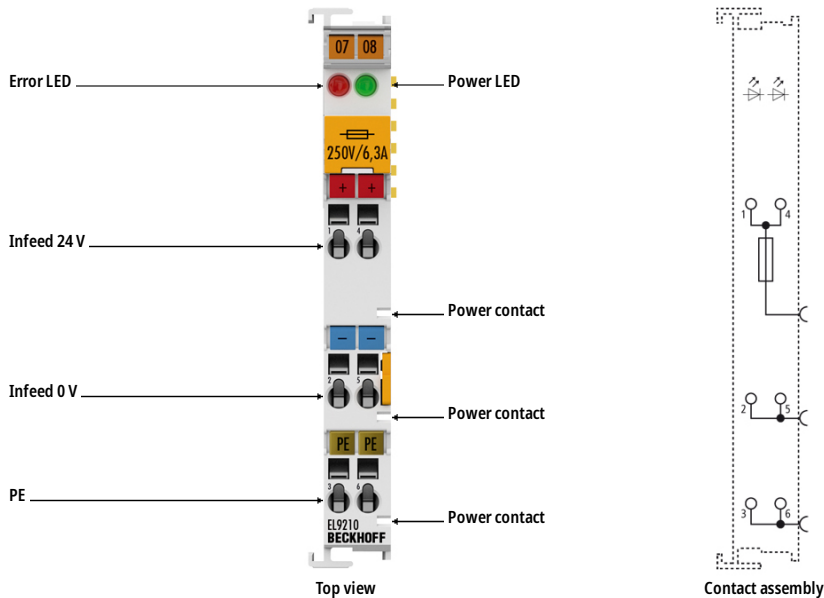 07 08
Error LED
Power LED
250V/6,3A
+ +
1 4
Infeed 24 V
1 4
Power contact
– –
2 5
Infeed 0 V
2 5
Power contact
PE PE
3 6
PE
3 6
EL9210
Power contact
BECKHOFF
Top view
Contact assembly